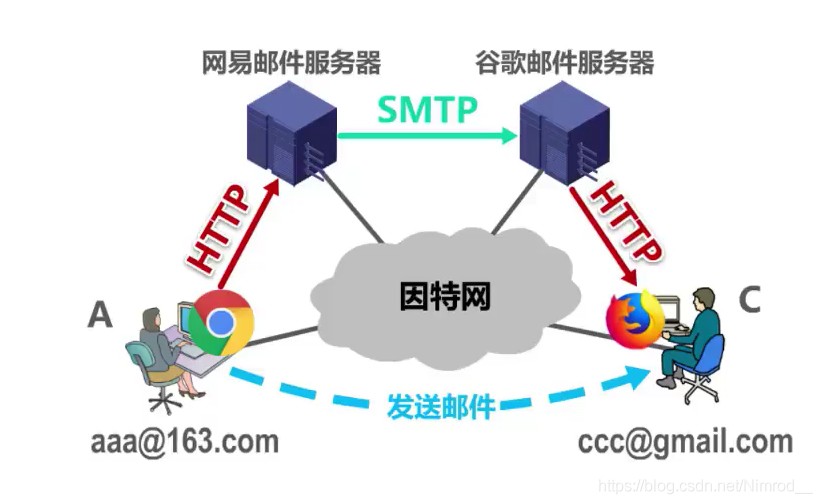 网易邮件服务器
谷歌邮件服务器
SMTP
HTTP
HTTP
因特网
A
C
发送邮件
aaa@163.com
ccc@gmail.com
https://blog.csdn.net/Nimrod__